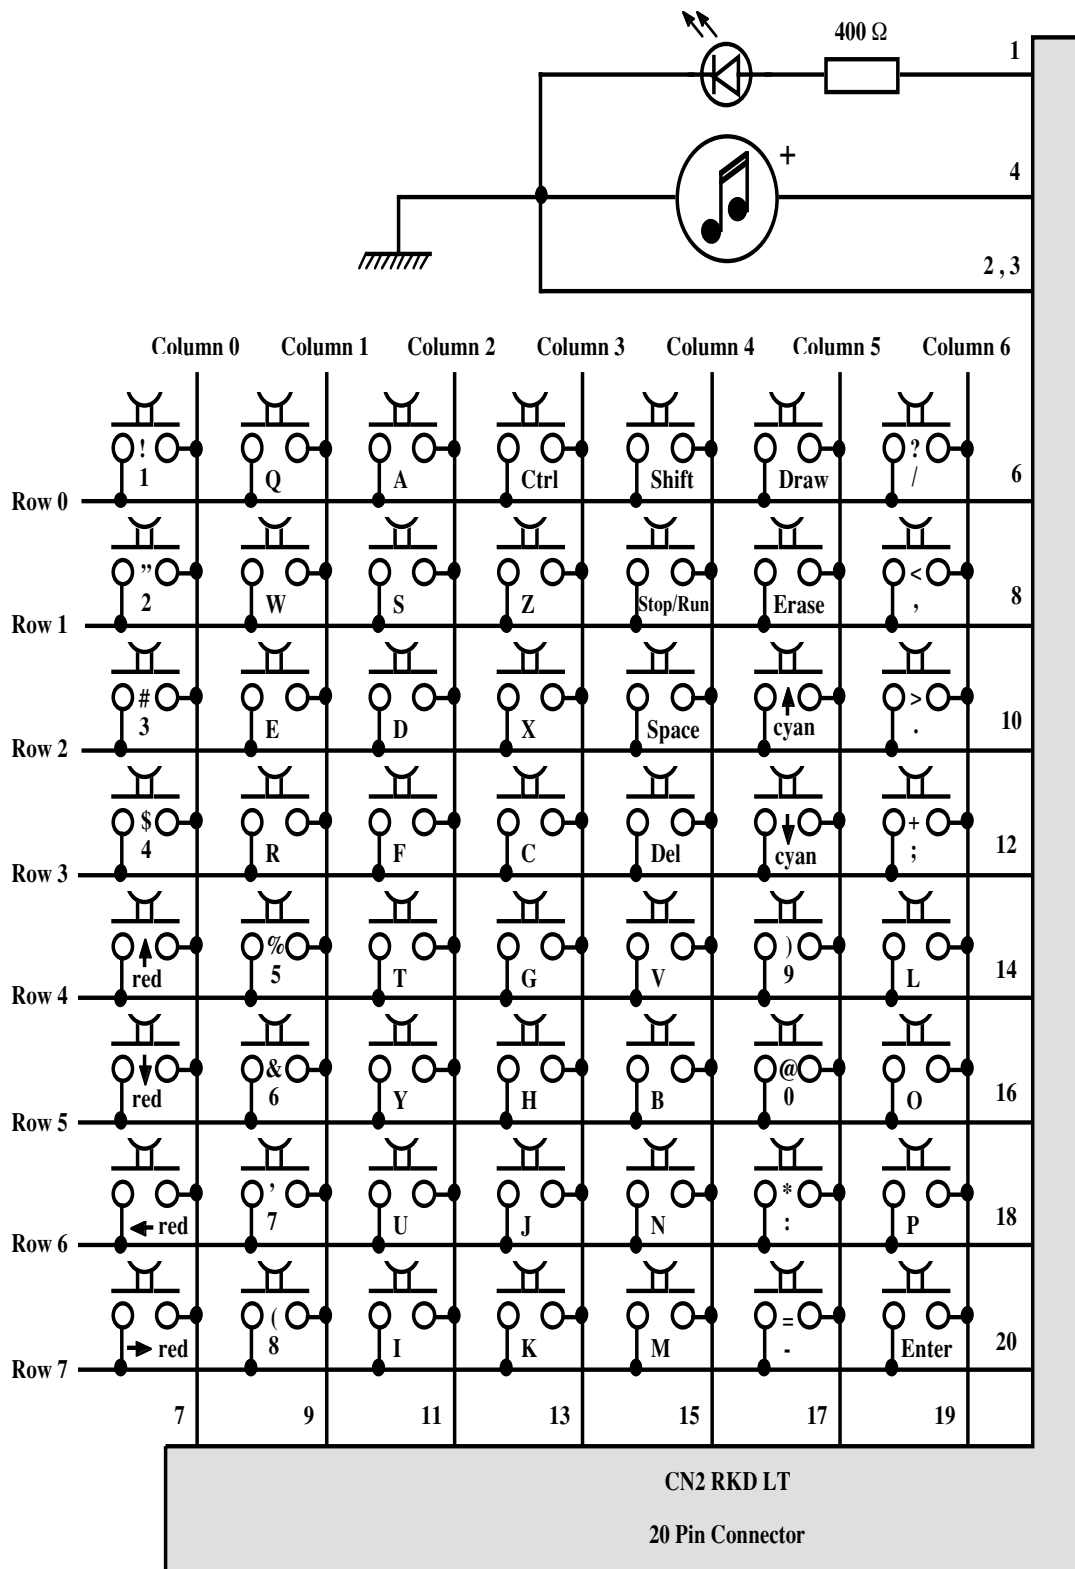 400 Ω
1
+
4
2 , 3
Column 0 Column 1 Column 2 Column 3 Column 4 Column 5 Column 6
! ?
1 Q A Ctrl Shift Draw / 6
Row 0
” <
2 W S Z Stop/Run Erase , 8
Row 1
# >
3 E D X Space cyan . 10
Row 2
$ +
4 R F C Del cyan ; 12
Row 3
% )
red 5 T G V 9 L 14
Row 4
& @
red 6 Y H B 0 O 16
Row 5
’ *
red 7 U J N : P 18
Row 6
( =
red 8 I K M - Enter 20
Row 7
7 9 11 13 15 17 19
CN2 RKD LT
20 Pin Connector